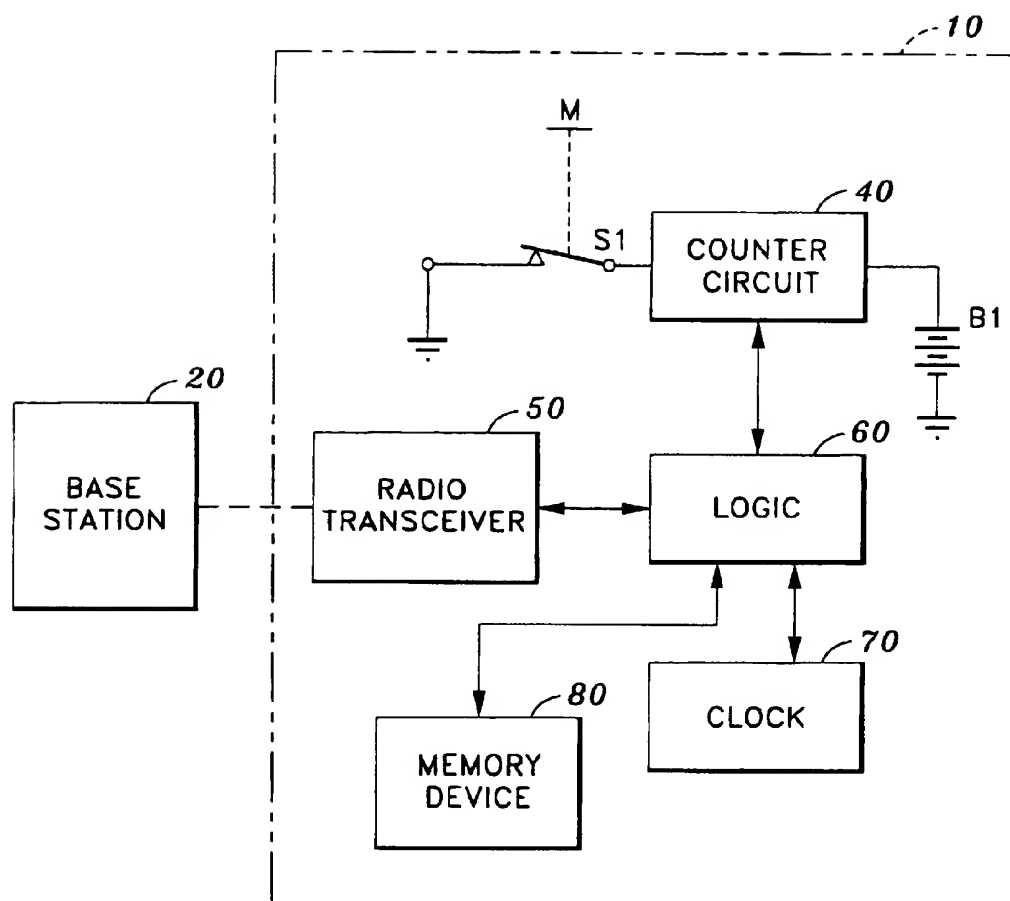 10
M
40
S1
COUNTER
CIRCUIT
B1
20
50
60
BASE
STATION
RADIO
TRANSCEIVER
LOGIC
70
80
CLOCK
MEMORY
DEVICE